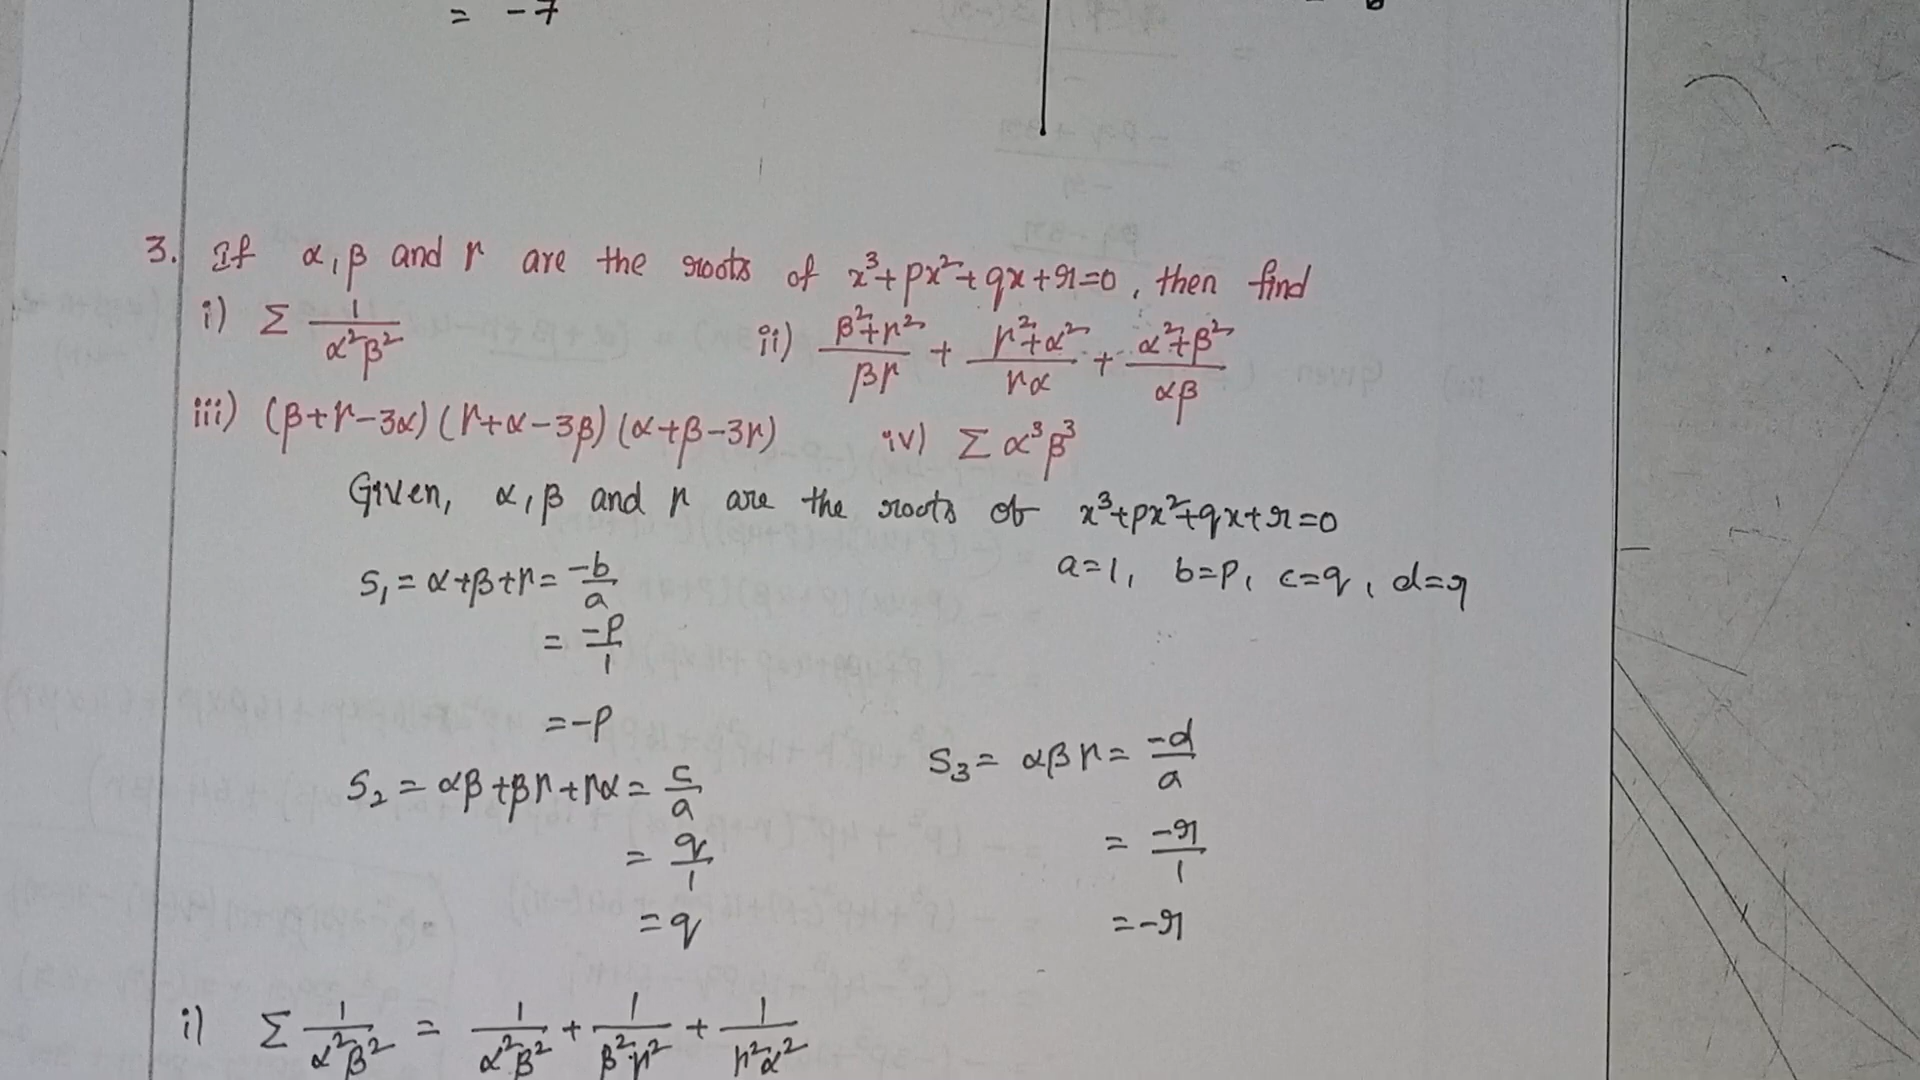 = -7
3. If α, β and γ are the roots of x³+px²+qx+r=0, then find
i) Σ 1/α²β² ii) β²+γ²/βγ + γ²+α²/γα + α²+β²/αβ
iii) (β+γ-3α) (γ+α-3β) (α+β-3γ) iv) Σ α³β³
Given, α, β and γ are the roots of x³+px²+qx+r=0
a=1, b=p, c=q, d=r
S₁ = α+β+γ = -b/a
= -p/1
= -p
S₂ = αβ+βγ+γα = c/a
= q/1
= q
S₃ = αβγ = -d/a
= -r/1
= -r
i) Σ 1/α²β² = 1/α²β² + 1/β²γ² + 1/γ²α²